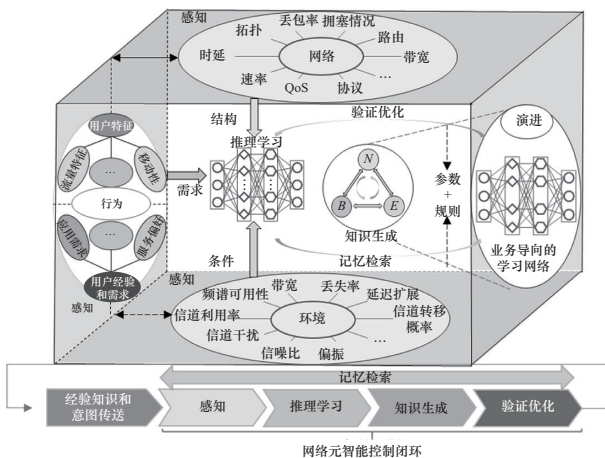 感知
丢包率 拥塞情况
拓扑
路由
时延
网络
带宽
速率
QoS
协议
…
结构
验证优化
用户特征
流量特征
…
移动性
行为
应用需求
…
服务偏好
用户经验
和需求
感知
需求
推理学习
N
B
E
知识生成
参数
+
规则
演进
业务导向的
学习网络
条件
记忆检索
感知
频谱可用性
带宽
丢失率
延迟扩展
信道利用率
环境
信道转移
概率
信道干扰
信噪比
偏振
…
记忆检索
经验知识和
意图传送
感知
推理学习
知识生成
验证优化
网络元智能控制闭环